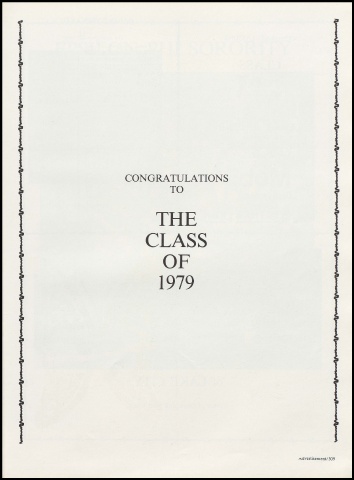 CONGRATULATIONS
TO
THE
CLASS
OF
1979